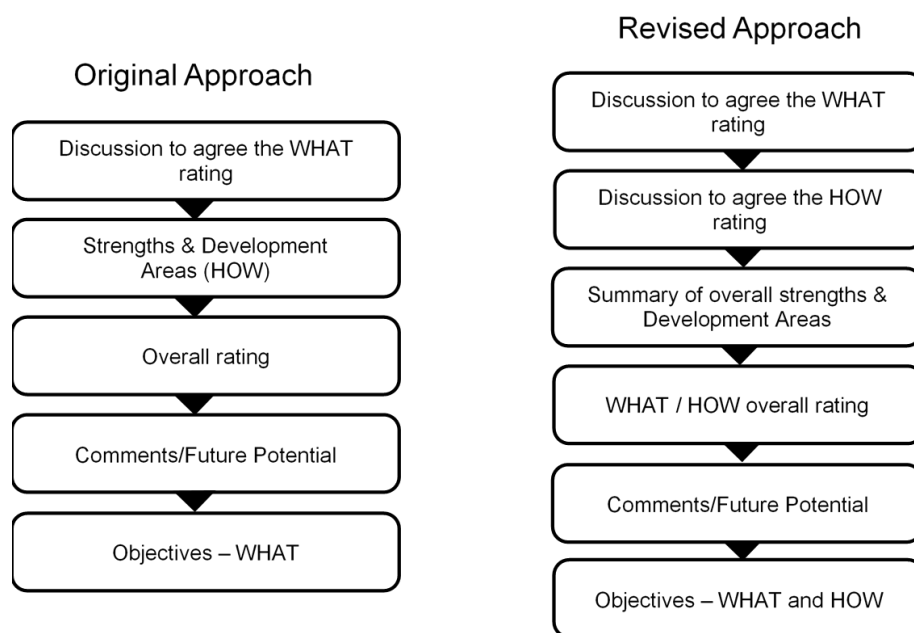 Original Approach
Discussion to agree the WHAT
rating
Strengths & Development
Areas (HOW)
Overall rating
Comments/Future Potential
Objectives – WHAT
Revised Approach
Discussion to agree the WHAT
rating
Discussion to agree the HOW
rating
Summary of overall strengths &
Development Areas
WHAT / HOW overall rating
Comments/Future Potential
Objectives – WHAT and HOW